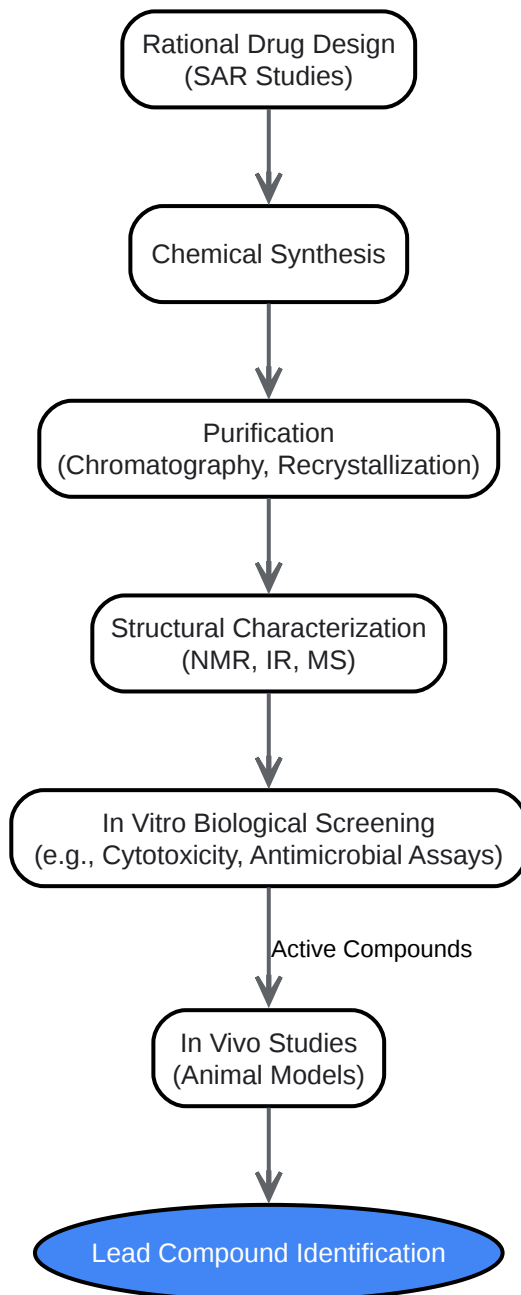 Rational Drug Design
(SAR Studies)
Chemical Synthesis
Purification
(Chromatography, Recrystallization)
Structural Characterization
(NMR, IR, MS)
In Vitro Biological Screening
(e.g., Cytotoxicity, Antimicrobial Assays)
Active Compounds
In Vivo Studies
(Animal Models)
Lead Compound Identification